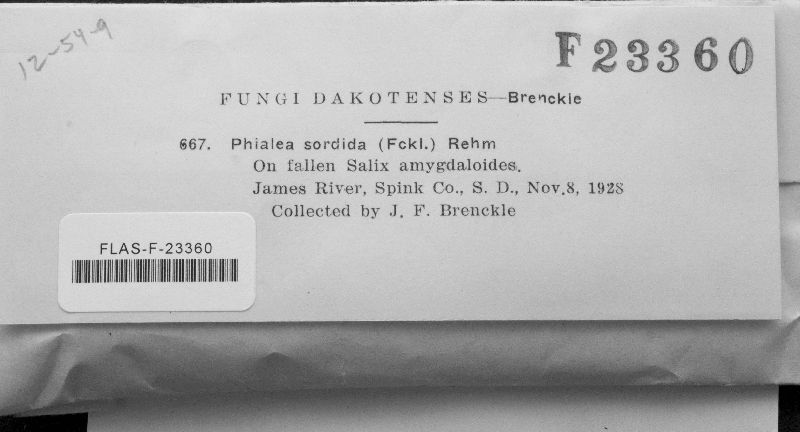 12-54-9
F23360
FUNGI DAKOTENSES—Brenckle
667. Phialea sordida (Fckl.) Rehm
On fallen Salix amygdaloides.
James River, Spink Co., S. D., Nov.8, 1928
Collected by J. F. Brenckle
FLAS-F-23360